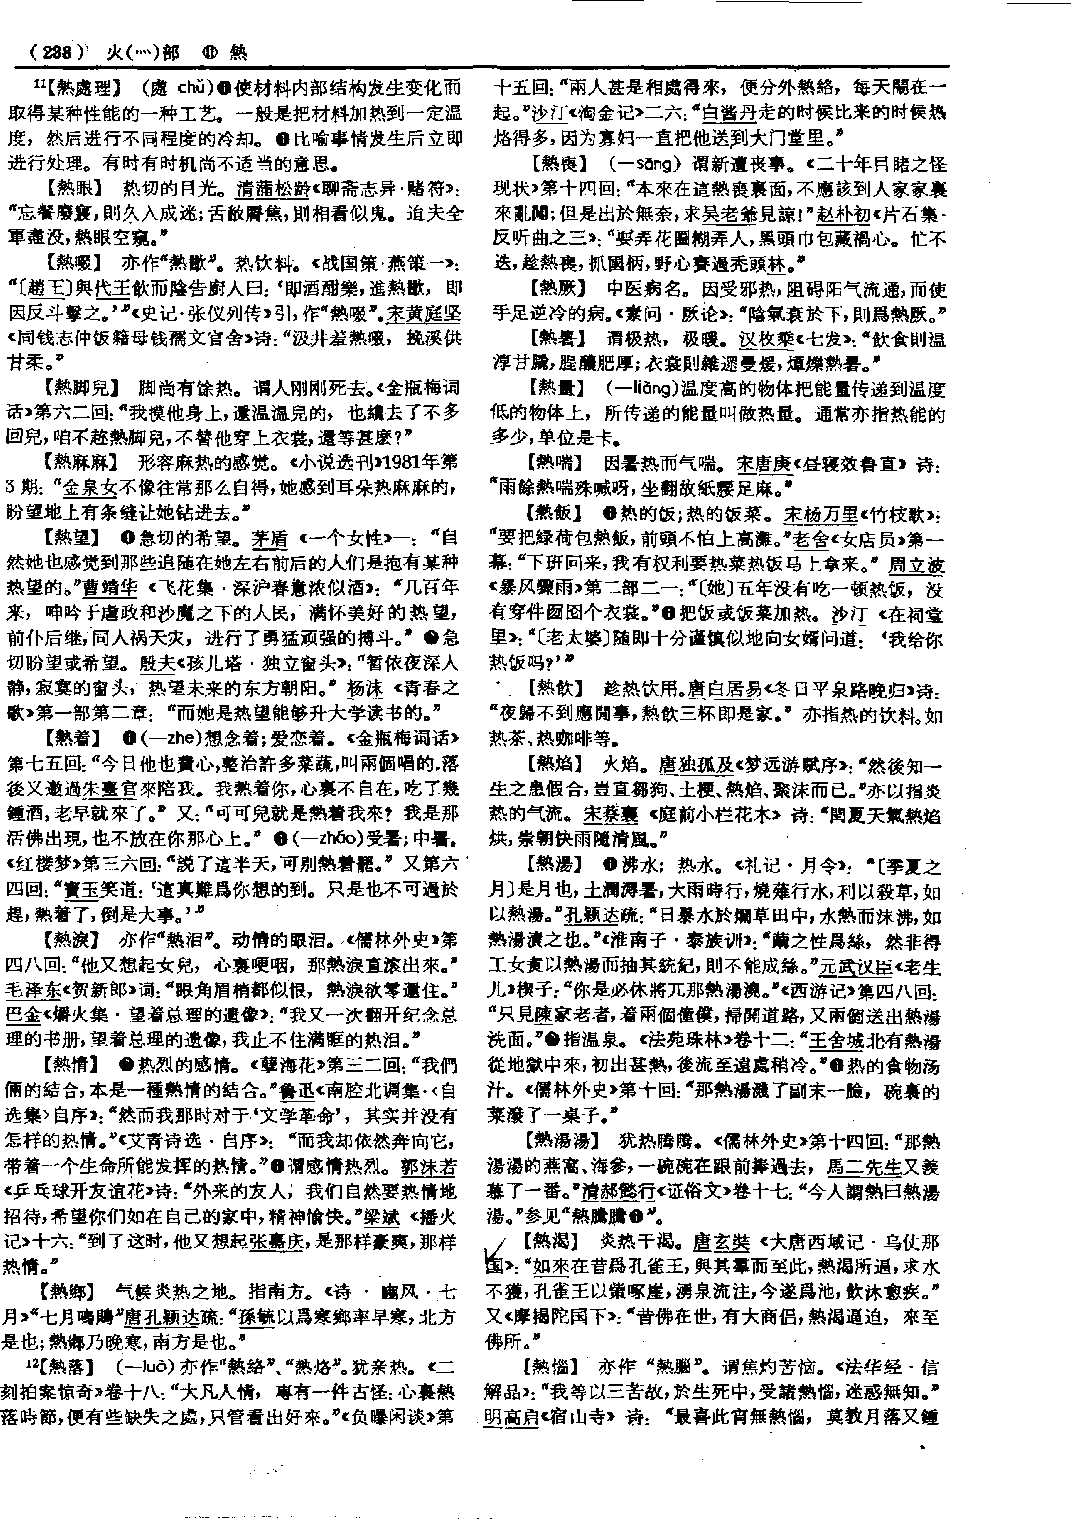 （238） 火(灬)部 ⑪ 熱
11【熱處理】 (處 chǔ)❶使材料内部结构发生变化而
取得某种性能的一种工艺。一般是把材料加热到一定温
度，然后进行不同程度的冷却。❷比喻事情发生后立即
进行处理。有时有时机尚不适当的意思。
【熱眼】 热切的目光。清蒲松龄《聊斋志异·赌符》：
“忘餐廢寢，則久入成迷；舌敝脣焦，則相看似鬼。迨夫全
軍盡没，熱眼空窺。”
【熱啜】 亦作“熱歠”。热饮料。《战国策·燕策一》：
“〔趙王〕與代王飲而陰告廚人曰：‘即酒酣樂，進熱歠，即
因反斗擊之。’”《史记·张仪列传》引，作“熱啜”。宋黄庭坚
《同钱志仲饭籍母钱孺文官舍》诗：“汲井羞熱啜，挽溪供
甘柔。”
【熱脚兒】 脚尚有馀热。谓人刚刚死去。《金瓶梅词
话》第六二回：“我摸他身上，還温温兒的，也纔去了不多
回兒，咱不趁熱脚兒，不替他穿上衣裳，還等甚麽？”
【熱麻麻】 形容麻热的感觉。《小说选刊》1981年第
3期：“金泉女不像往常那么自得，她感到耳朵热麻麻的，
盼望地上有条缝让她钻进去。”
【熱望】 ❶急切的希望。茅盾《一个女性》一：“自
然她也感觉到那些追随在她左右前后的人们是抱有某种
热望的。”曹靖华《飞花集·深沪春意浓似酒》：“几百年
来，呻吟于虐政和沙魔之下的人民，满怀美好的热望，
前仆后继，同人祸天灾，进行了勇猛顽强的搏斗。”❷急
切盼望或希望。殷夫《孩儿塔·独立窗头》：“暂依夜深人
静，寂寞的窗头，热望未来的东方朝阳。”杨沫《青春之
歌》第一部第二章：“而她是热望能够升大学读书的。”
【熱着】 ❶(—zhe)想念着；爱恋着。《金瓶梅词话》
第七五回：“今日他也費心，整治許多菜蔬，叫兩個唱的，落
後又邀過朱臺官來陪我。我熱着你，心裏不自在，吃了幾
鍾酒，老早就來了。”又：“可可兒就是熱着我來？我是那
活佛出現，也不放在你那心上。”❷(—zháo)受暑；中暑。
《红楼梦》第三六回：“説了這半天，可别熱着罷。”又第六
四回：“寶玉笑道：‘這真難爲你想的到。只是也不可過於
趕，熱着了，倒是大事。’”
【熱淚】 亦作“熱泪”。动情的眼泪。《儒林外史》第
四八回：“他又想起女兒，心裏哽咽，那熱淚直滚出來。”
毛泽东《贺新郎》词：“眼角眉梢都似恨，熱淚欲零還住。”
巴金《爝火集·望着总理的遗像》：“我又一次翻开纪念总
理的书册，望着总理的遗像，我止不住满眶的热泪。”
【熱情】 ❶热烈的感情。《孽海花》第三二回：“我們
倆的結合，本是一種熱情的結合。”鲁迅《南腔北调集·〈自
选集〉自序》：“然而我那时对于‘文学革命’，其实并没有
怎样的热情。”《艾青诗选·自序》：“而我却依然奔向它，
带着一个生命所能发挥的热情。”❷谓感情热烈。郭沫若
《乒乓球开友谊花》诗：“外来的友人，我们自然要热情地
招待，希望你们如在自己的家中，精神愉快。”梁斌《播火
记》十六：“到了这时，他又想起张嘉庆，是那样豪爽，那样
热情。”
【熱鄉】 气候炎热之地。指南方。《诗·豳风·七
月》“七月鳴鵙”唐孔颖达疏：“孫毓以爲寒鄉率早寒，北方
是也；熱鄉乃晚寒，南方是也。”
12【熱落】 (—luò)亦作“熱络”、“熱烙”。犹亲热。《二
刻拍案惊奇》卷十八：“大凡人情，專有一件古怪：心裏熱
落時節，便有些缺失之處，只管看出好來。”《负曝闲谈》第
十五回：“兩人甚是相處得來，便分外熱絡，每天鬧在一
起。”沙汀《淘金记》二六：“白酱丹走的时候比来的时候热
烙得多，因为寡妇一直把他送到大门堂里。”
【熱喪】 (—sāng) 谓新遭丧事。《二十年目睹之怪
现状》第十四回：“本來在這熱喪裏面，不應該到人家家裏
來亂鬧；但是出於無奈，求吴老爺見諒！”赵朴初《片石集·
反听曲之三》：“耍弄花圈糊弄人，黑頭巾包藏禍心。忙不
迭，趁熱喪，抓國柄，野心賽過秃頭林。”
【熱厥】 中医病名。因受邪热，阻碍阳气流通，而使
手足逆冷的病。《素问·厥论》：“陰氣衰於下，則爲熱厥。”
【熱暑】 谓极热，极暖。汉枚乘《七发》：“飲食則温
淳甘膬，脭醲肥厚；衣裳則雜遝曼煖，燂爍熱暑。”
【熱量】 (—liàng)温度高的物体把能量传递到温度
低的物体上，所传递的能量叫做热量。通常亦指热能的
多少，单位是卡。
【熱喘】 因暑热而气喘。宋唐庚《昼寝效鲁直》诗：
“雨餘熱喘殊喊呀，坐翻故紙腰足麻。”
【熱飯】 ❶热的饭；热的饭菜。宋杨万里《竹枝歌》：
“要把緑荷包熱飯，前頭不怕上高灘。”老舍《女店员》第一
幕：“下班回来，我有权利要热菜热饭马上拿来。”周立波
《暴风骤雨》第二部二一：“〔她〕五年没有吃一顿热饭，没
有穿件囫囵个衣裳。”❷把饭或饭菜加热。沙汀《在祠堂
里》：“〔老太婆〕随即十分谨慎似地向女婿问道：‘我给你
热饭吗？’”
【熱飲】 趁热饮用。唐白居易《冬日平泉路晚归》诗：
“夜歸不到應閑事，熱飲三杯即是家。”亦指热的饮料。如
热茶、热咖啡等。
【熱焰】 火焰。唐独孤及《梦远游赋序》：“然後知一
生之患假合，豈直芻狗、土梗、熱焰、聚沫而已。”亦以指炎
热的气流。宋蔡襄《庭前小栏花木》诗：“閏夏天氣熱焰
烘，崇朝快雨隨清風。”
【熱湯】 ❶沸水；热水。《礼记·月令》：“〔季夏之
月〕是月也，土潤溽暑，大雨時行，燒薙行水，利以殺草，如
以熱湯。”孔颖达疏：“日暴水於爛草田中，水熱而沫沸，如
熱湯漬之也。”《淮南子·泰族训》：“繭之性爲絲，然非得
工女煮以熱湯而抽其統紀，則不能成絲。”元武汉臣《老生
儿》楔子：“你是必休將兀那熱湯澆。”《西游记》第四八回：
“只見陳家老者，着兩個僮僕，掃開道路，又兩個送出熱湯
洗面。”❷指温泉。《法苑珠林》卷十二：“王舍城北有熱湯
從地獄中來，初出甚熱，後流至遠處稍冷。”❸热的食物汤
汁。《儒林外史》第十回：“那熱湯濺了副末一臉，碗裏的
菜潑了一桌子。”
【熱湯湯】 犹热腾腾。《儒林外史》第十四回：“那熱
湯湯的燕窩、海參，一碗碗在跟前捧過去，馬二先生又羨
慕了一番。”清郝懿行《证俗文》卷十七：“今人謂熱曰熱湯
湯。”参见“熱騰騰❶”。
【熱渴】 炎热干渴。唐玄奘《大唐西域记·乌仗那
国》：“如來在昔爲孔雀王，與其羣而至此，熱渴所逼，求水
不獲，孔雀王以觜啄崖，湧泉流注，今遂爲池，飲沐愈疾。”
又《摩揭陀国下》：“昔佛在世，有大商侣，熱渴逼迫，來至
佛所。”
【熱惱】 亦作“熱腦”。谓焦灼苦恼。《法华经·信
解品》：“我等以三苦故，於生死中，受諸熱惱，迷惑無知。”
明高启《宿山寺》诗：“最喜此宵無熱惱，莫教月落又鍾